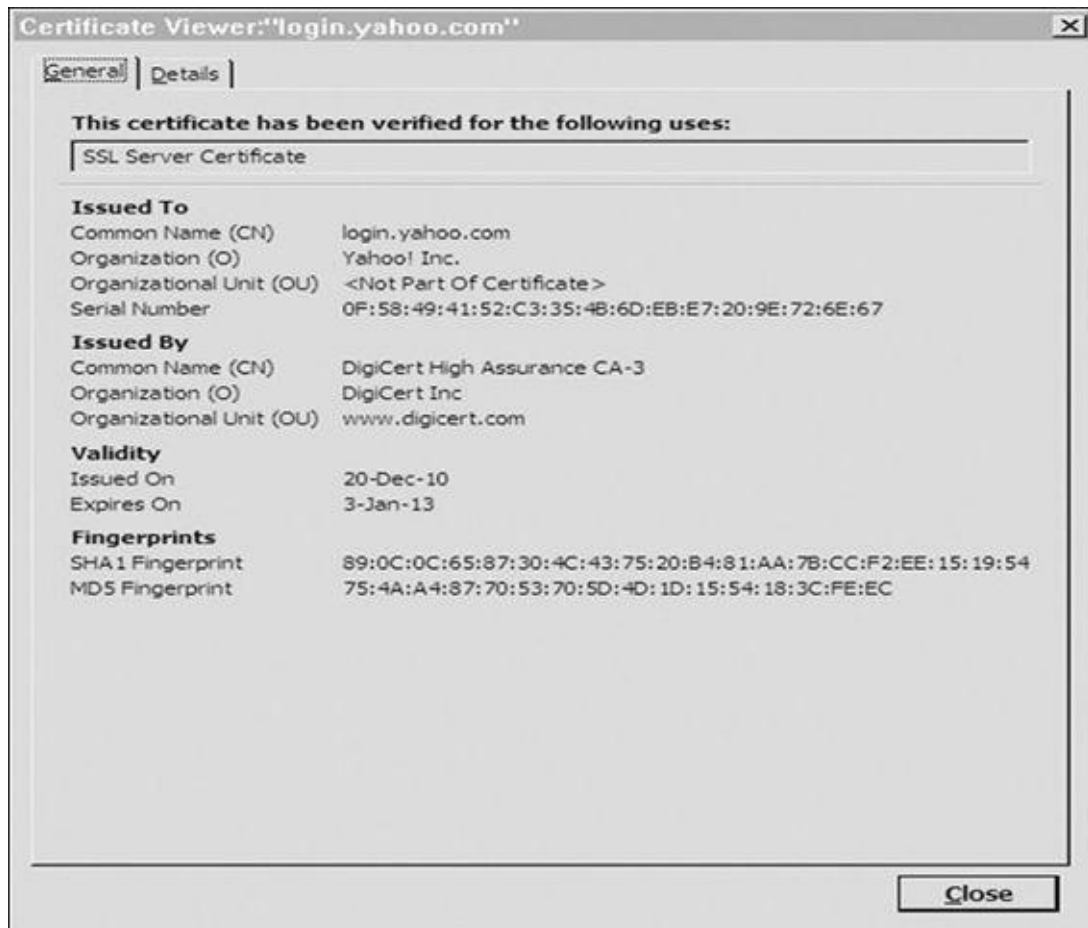 Certificate Viewer:"login.yahoo.com"
General Details
This certificate has been verified for the following uses:
SSL Server Certificate
Issued To
Common Name (CN) login.yahoo.com
Organization (O) Yahoo! Inc.
Organizational Unit (OU) <Not Part Of Certificate>
Serial Number 0F:58:49:41:52:C3:35:4B:6D:EB:E7:20:9E:72:6E:67
Issued By
Common Name (CN) DigiCert High Assurance CA-3
Organization (O) DigiCert Inc
Organizational Unit (OU) www.digicert.com
Validity
Issued On 20-Dec-10
Expires On 3-Jan-13
Fingerprints
SHA1 Fingerprint 89:0C:0C:65:87:30:4C:43:75:20:B4:81:AA:7B:CC:F2:EE:15:19:54
MD5 Fingerprint 75:4A:A4:87:70:53:70:5D:4D:1D:15:54:18:3C:FE:EC
Close